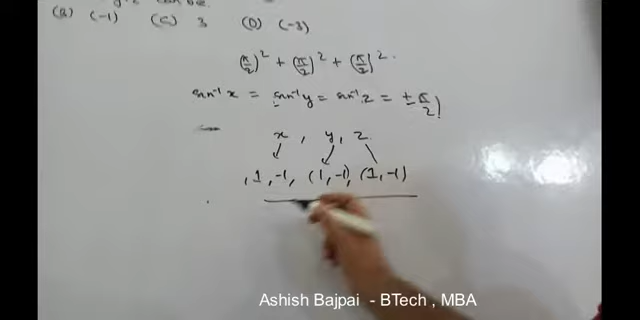 (B) (-1) (C) 3 (D) (-3)
(π/2)² + (π/2)² + (π/2)²
sin⁻¹x = sin⁻¹y = sin⁻¹z = ± π/2
x , y, z
, 1, -1, (1, -1), (1, -1)
Ashish Bajpai - BTech , MBA